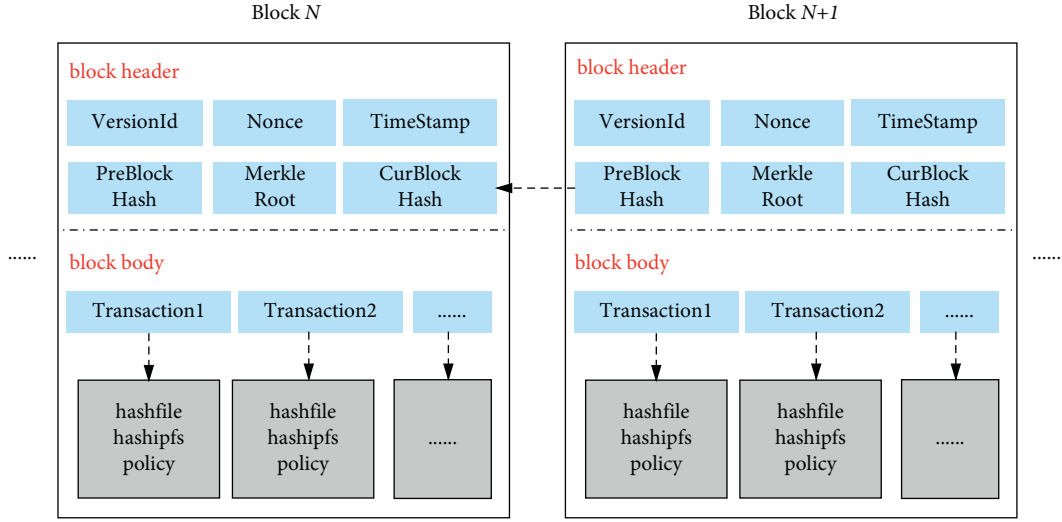 Block N
block header
VersionId
Nonce
TimeStamp
PreBlock
Hash
Merkle
Root
CurBlock
Hash
block body
Transaction1
Transaction2
......
hashfile
hashipfs
policy
hashfile
hashipfs
policy
......
......
Block N+1
block header
VersionId
Nonce
TimeStamp
PreBlock
Hash
Merkle
Root
CurBlock
Hash
block body
Transaction1
Transaction2
......
hashfile
hashipfs
policy
hashfile
hashipfs
policy
......
......